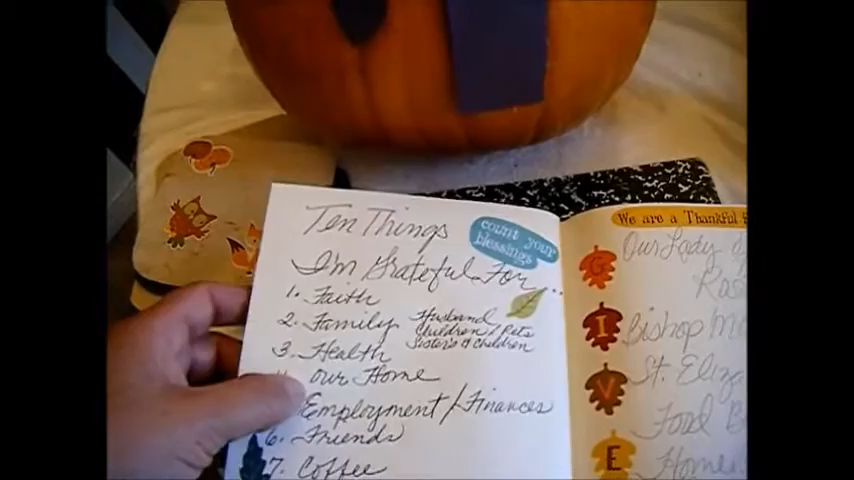 Ten Things
I'm Grateful For...
count your
blessings
1. Faith
2. Family -
Husband
Children / Pets
Sisters & children
3. Health
Our Home
Employment / Finances
6. Friends
7. Coffee
We are a Thankful
G
I
V
E
Our Lady
Bishop
St. Eliz
Food B
Home